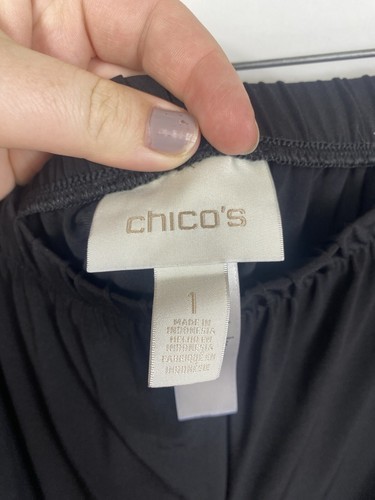 chico's
1
MADE IN
INDONESIA
HECHO EN
INDONESIA
FABRIQUÉ EN
INDONÉSIE